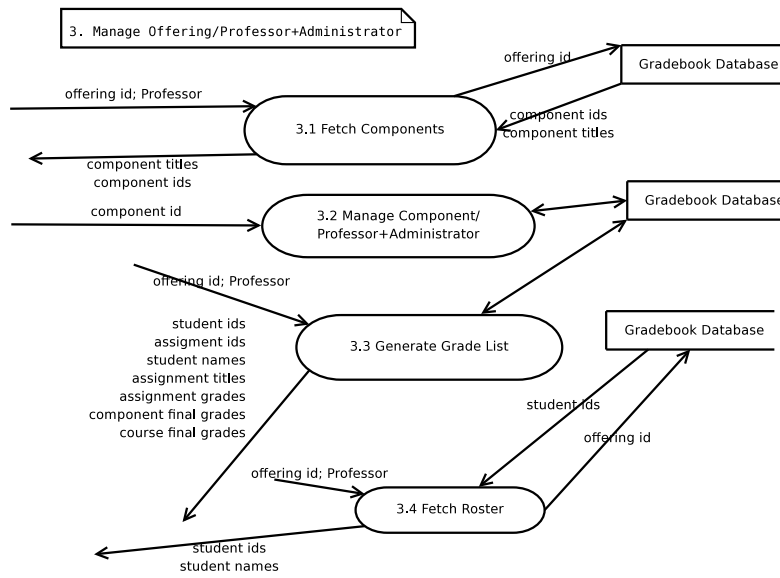 3. Manage Offering/Professor+Administrator
offering id
Gradebook Database
offering id; Professor
component ids
component titles
3.1 Fetch Components
component titles
component ids
component id
3.2 Manage Component/
Professor+Administrator
Gradebook Database
offering id; Professor
student ids
assigment ids
student names
assignment titles
assignment grades
component final grades
course final grades
3.3 Generate Grade List
Gradebook Database
student ids
offering id
offering id; Professor
3.4 Fetch Roster
student ids
student names